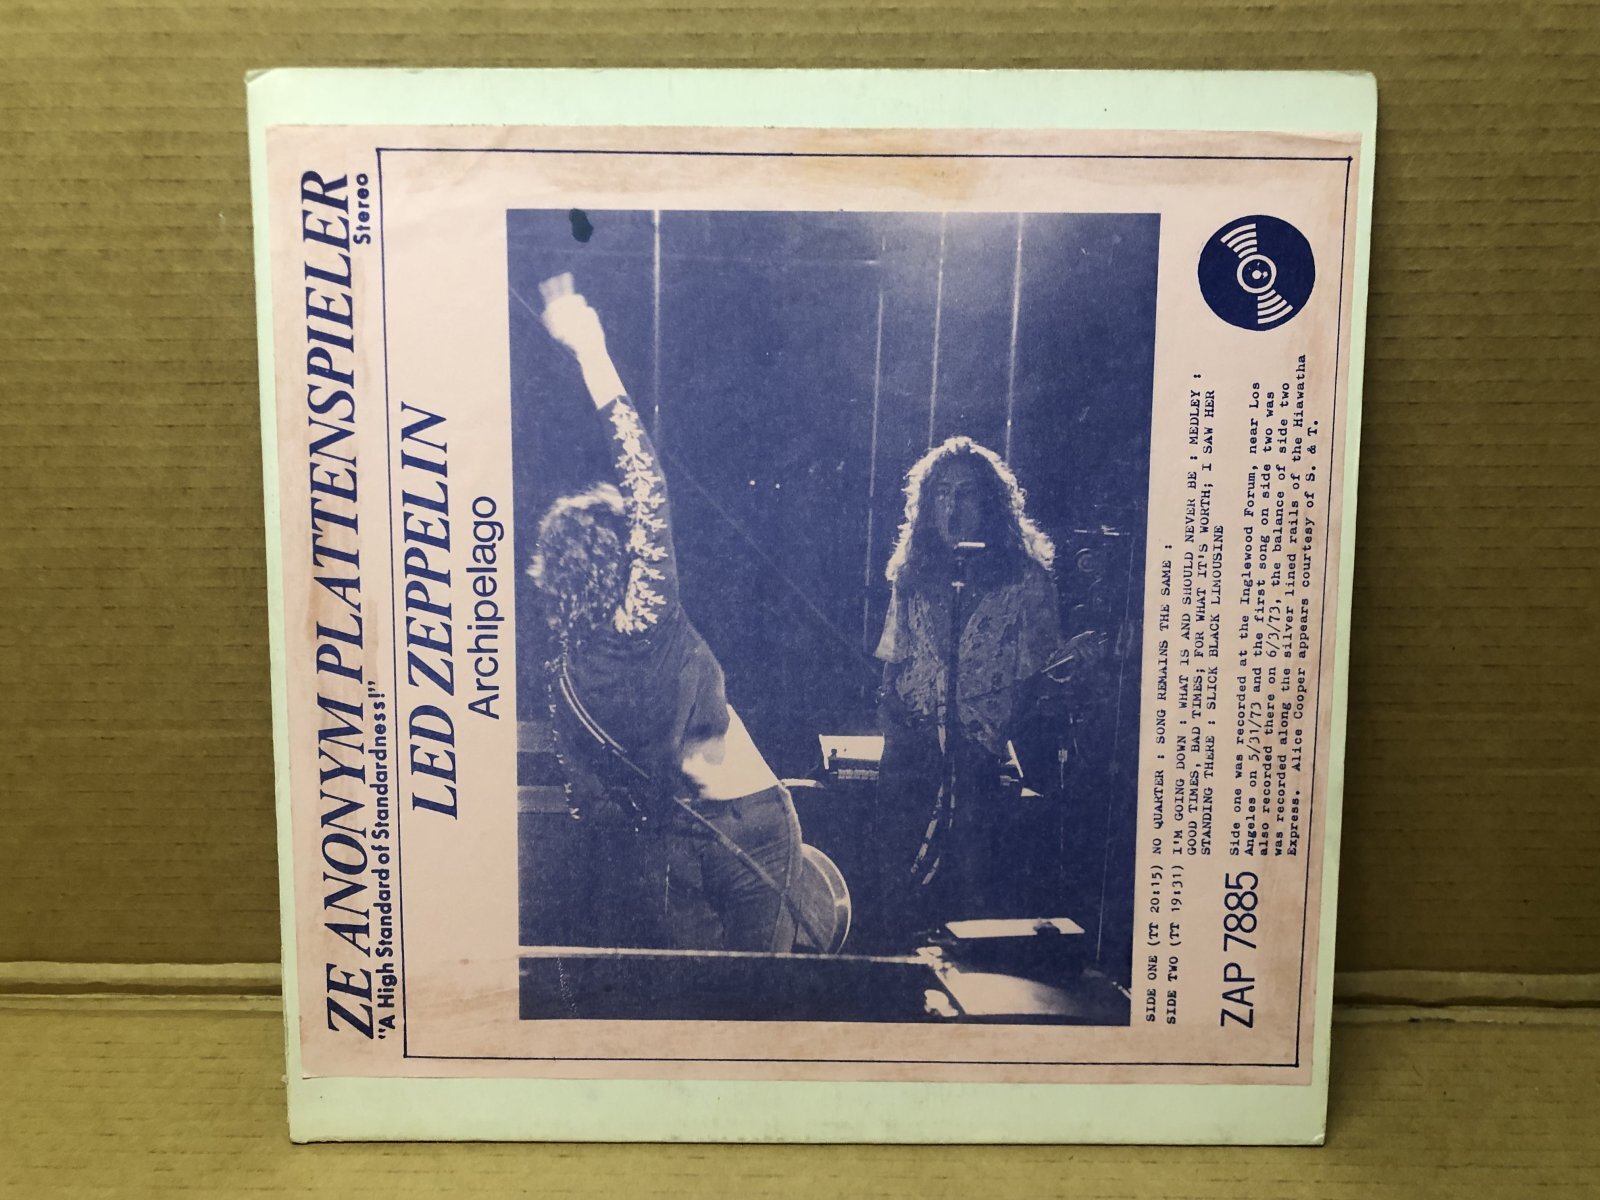 ZE ANONYM PLATTENSPIELER
"A High Standard of Standardness!" Stereo
LED ZEPPELIN
Archipelago
SIDE ONE (TT 20:15) NO QUARTER : SONG REMAINS THE SAME :
SIDE TWO (TT 19:31) I'M GOING DOWN : WHAT IS AND SHOULD NEVER BE : MEDLEY :
GOOD TIMES, BAD TIMES; FOR WHAT IT'S WORTH; I SAW HER
STANDING THERE : SLICK BLACK LIMOUSINE
ZAP 7885
Side one was recorded at the Inglewood Forum, near Los
Angeles on 5/31/73 and the first song on side two was
also recorded there on 6/3/73, the balance of side two
was recorded along the silver lined rails of the Hiawatha
Express. Alice Cooper appears courtesy of S. & T.